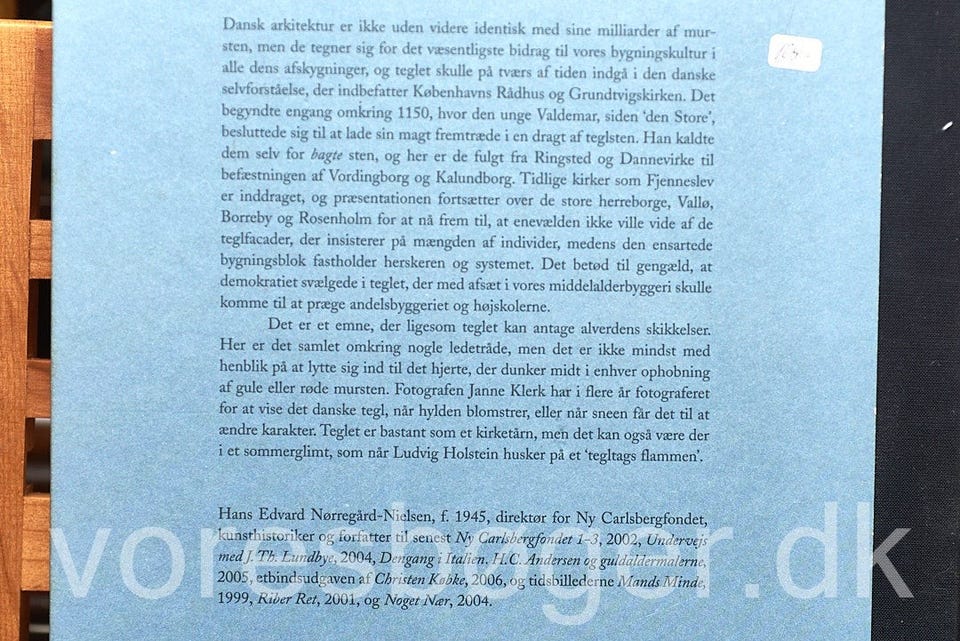 Dansk arkitektur er ikke uden videre identisk med sine milliarder af mur-
sten, men de tegner sig for det væsentligste bidrag til vores bygningskultur i
alle dens afskygninger, og teglet skulle på tværs af tiden indgå i den danske
selvforståelse, der indbefatter Københavns Rådhus og Grundtvigskirken. Det
begyndte engang omkring 1150, hvor den unge Valdemar, siden ‘den Store’,
besluttede sig til at lade sin magt fremtræde i en dragt af teglsten. Han kaldte
dem selv for bagte sten, og her er de fulgt fra Ringsted og Dannevirke til
befæstningen af Vordingborg og Kalundborg. Tidlige kirker som Fjenneslev
er inddraget, og præsentationen fortsætter over de store herreborge, Vallø,
Borreby og Rosenholm for at nå frem til, at enevælden ikke ville vide af de
teglfacader, der insisterer på mængden af individer, medens den ensartede
bygningsblok fastholder herskeren og systemet. Det betød til gengæld, at
demokratiet svælgede i teglet, der med afsæt i vores middelalderbyggeri skulle
komme til at præge andelsbyggeriet og højskolerne.
Det er et emne, der ligesom teglet kan antage alverdens skikkelser.
Her er det samlet omkring nogle ledetråde, men det er ikke mindst med
henblik på at lytte sig ind til det hjerte, der dunker midt i enhver ophobning
af gule eller røde mursten. Fotografen Janne Klerk har i flere år fotograferet
for at vise det danske tegl, når hylden blomstrer, eller når sneen får det til at
ændre karakter. Teglet er bastant som et kirketårn, men det kan også være der
i et sommerglimt, som når Ludvig Holstein husker på et ‘tegltags flammen’.
Hans Edvard Nørregård-Nielsen, f. 1945, direktør for Ny Carlsbergfondet,
kunsthistoriker og forfatter til senest Ny Carlsbergfondet 1–3, 2002, Undervejs
med J. Th. Lundbye, 2004, Dengang i Italien. H.C. Andersen og guldaldermalerne,
2005, etbindsudgaven af Christen Købke, 2006, og tidsbillederne Mands Minde,
1999, Riber Ret, 2001, og Noget Nær, 2004.